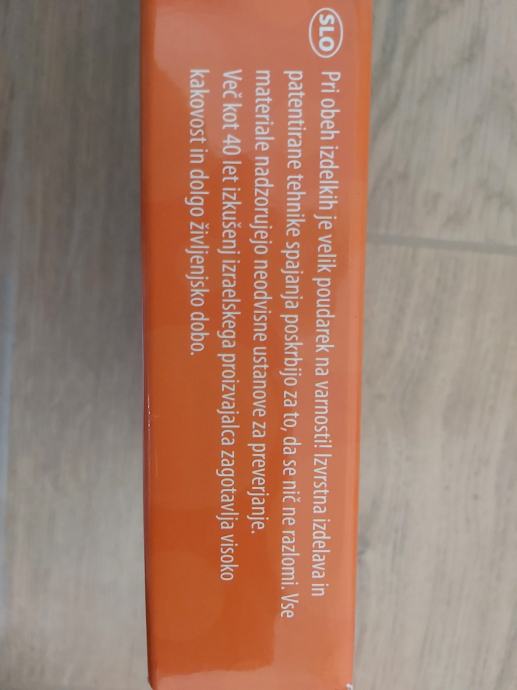 SLO
Pri obeh izdelkih je velik poudarek na varnosti! Izvrstna izdelava in
patentirane tehnike spajanja poskrbijo za to, da se nič ne razlomi. Vse
materiale nadzorujejo neodvisne ustanove za preverjanje.
Več kot 40 let izkušenj izraelskega proizvajalca zagotavlja visoko
kakovost in dolgo življenjsko dobo.